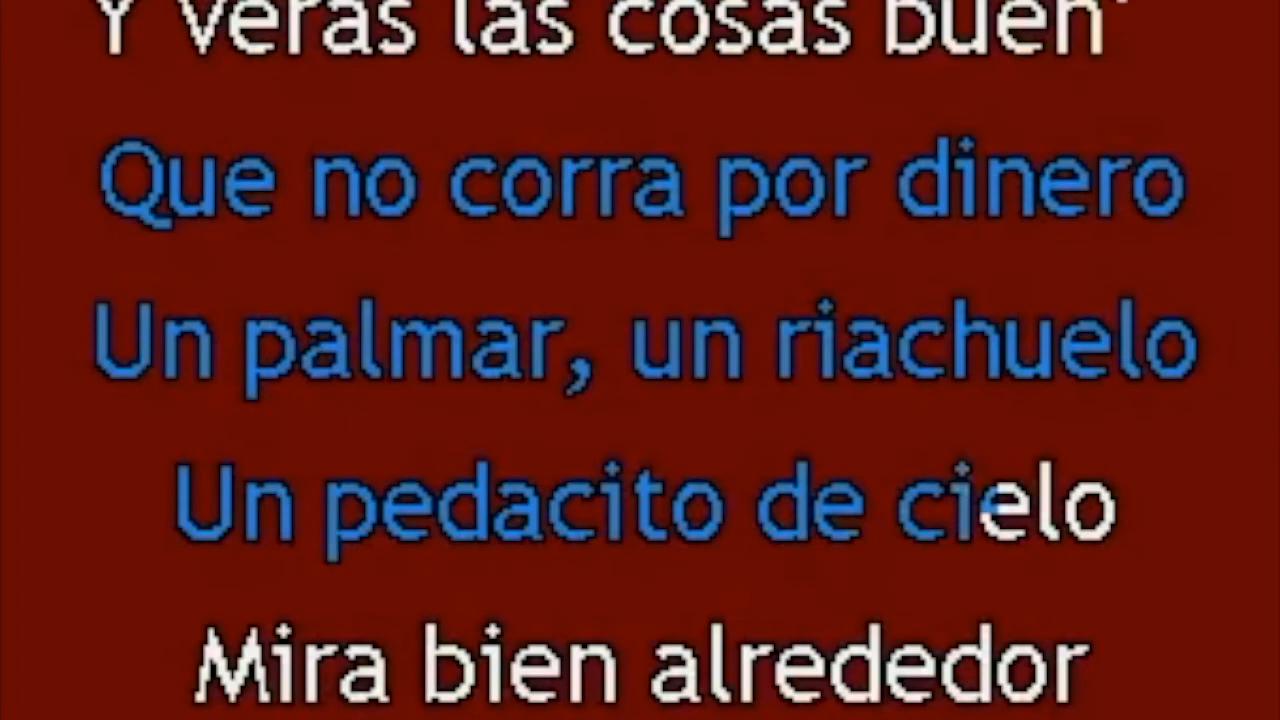 Y verás las cosas buen
Que no corra por dinero
Un palmar, un riachuelo
Un pedacito de cielo
Mira bien alrededor